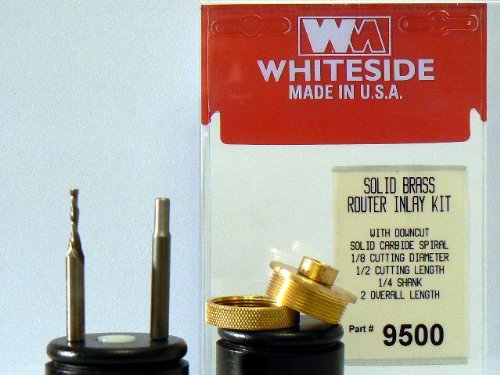 WM
WHITESIDE
MADE IN U.S.A.
SOLID BRASS
ROUTER INLAY KIT
WITH DOWNCUT
SOLID CARBIDE SPIRAL
1/8 CUTTING DIAMETER
1/2 CUTTING LENGTH
1/4 SHANK
2 OVERALL LENGTH
Part # 9500